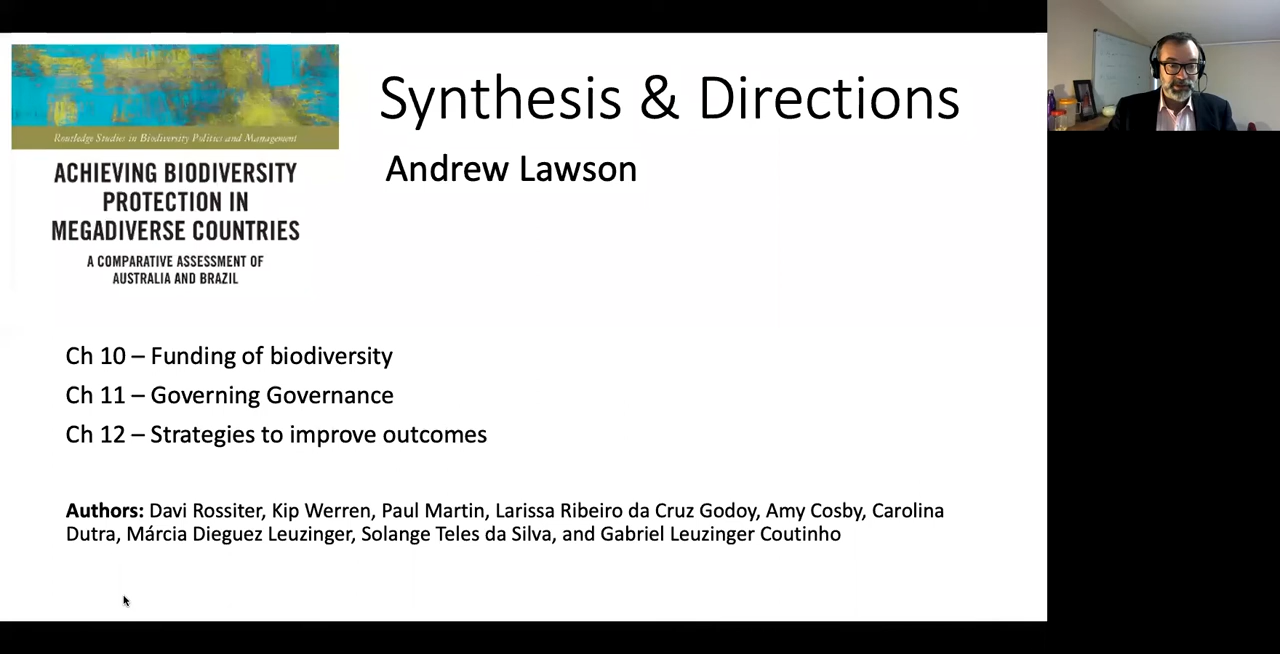 Routledge Studies in Biodiversity Politics and Management
ACHIEVING BIODIVERSITY
PROTECTION IN
MEGADIVERSE COUNTRIES
A COMPARATIVE ASSESSMENT OF
AUSTRALIA AND BRAZIL
Synthesis & Directions
Andrew Lawson
Ch 10 – Funding of biodiversity
Ch 11 – Governing Governance
Ch 12 – Strategies to improve outcomes
Authors: Davi Rossiter, Kip Werren, Paul Martin, Larissa Ribeiro da Cruz Godoy, Amy Cosby, Carolina
Dutra, Márcia Dieguez Leuzinger, Solange Teles da Silva, and Gabriel Leuzinger Coutinho